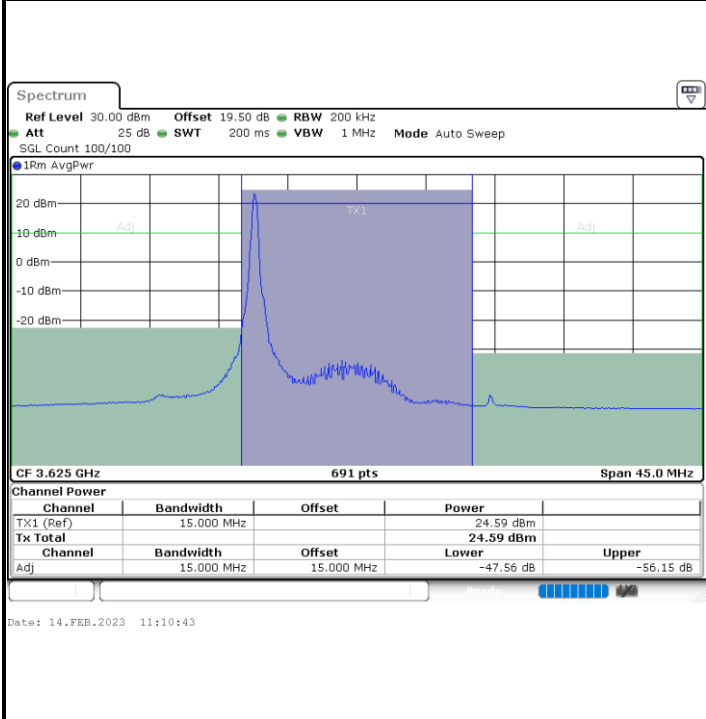 Spectrum
Ref Level 30.00 dBm Offset 19.50 dB RBW 200 kHz
Att 25 dB SWT 200 ms VBW 1 MHz Mode Auto Sweep
SGL Count 100/100
1Rm AvgPwr
20 dBm
TX1
Adj Adj
10 dBm
0 dBm
-10 dBm
-20 dBm
CF 3.625 GHz 691 pts Span 45.0 MHz
Channel Power
Channel Bandwidth Offset Power
TX1 (Ref) 15.000 MHz 24.59 dBm
Tx Total 24.59 dBm
Channel Bandwidth Offset Lower Upper
Adj 15.000 MHz 15.000 MHz -47.56 dB -56.15 dB
Ready
Date: 14.FEB.2023 11:10:43